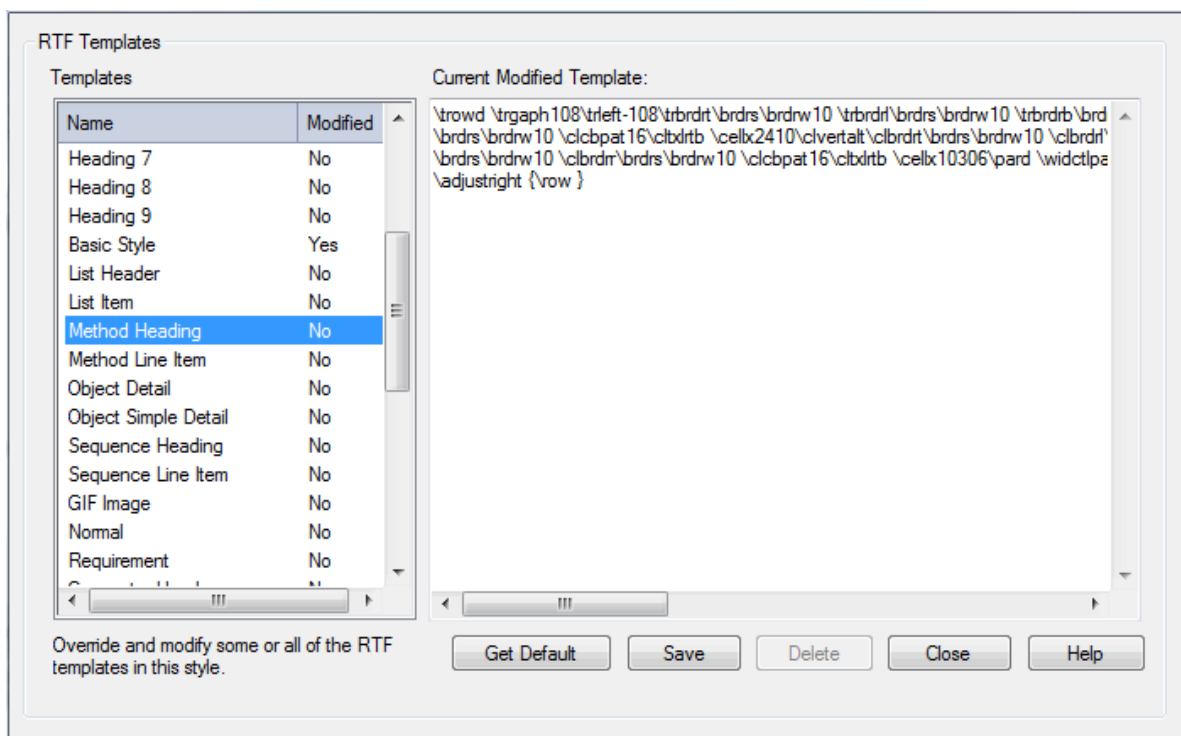 RTF Templates
Templates
Current Modified Template:
Name Modified
Heading 7 No
Heading 8 No
Heading 9 No
Basic Style Yes
List Header No
List Item No
Method Heading No
Method Line Item No
Object Detail No
Object Simple Detail No
Sequence Heading No
Sequence Line Item No
GIF Image No
Normal No
Requirement No
\trowd \trgaph108\trleft-108\trbrdrt\brdrs\brdrw10 \trbrdrl\brdrs\brdrw10 \trbrdrb\brd
\brdrs\brdrw10 \clcbpat16\cltxlrtb \cellx2410\clvertalt\clbrdrt\brdrs\brdrw10 \clbrdrl\
\brdrs\brdrw10 \clbrdrr\brdrs\brdrw10 \clcbpat16\cltxlrtb \cellx10306\pard \widctlpa
\adjustright {\row }
Override and modify some or all of the RTF
templates in this style.
Get Default Save Delete Close Help